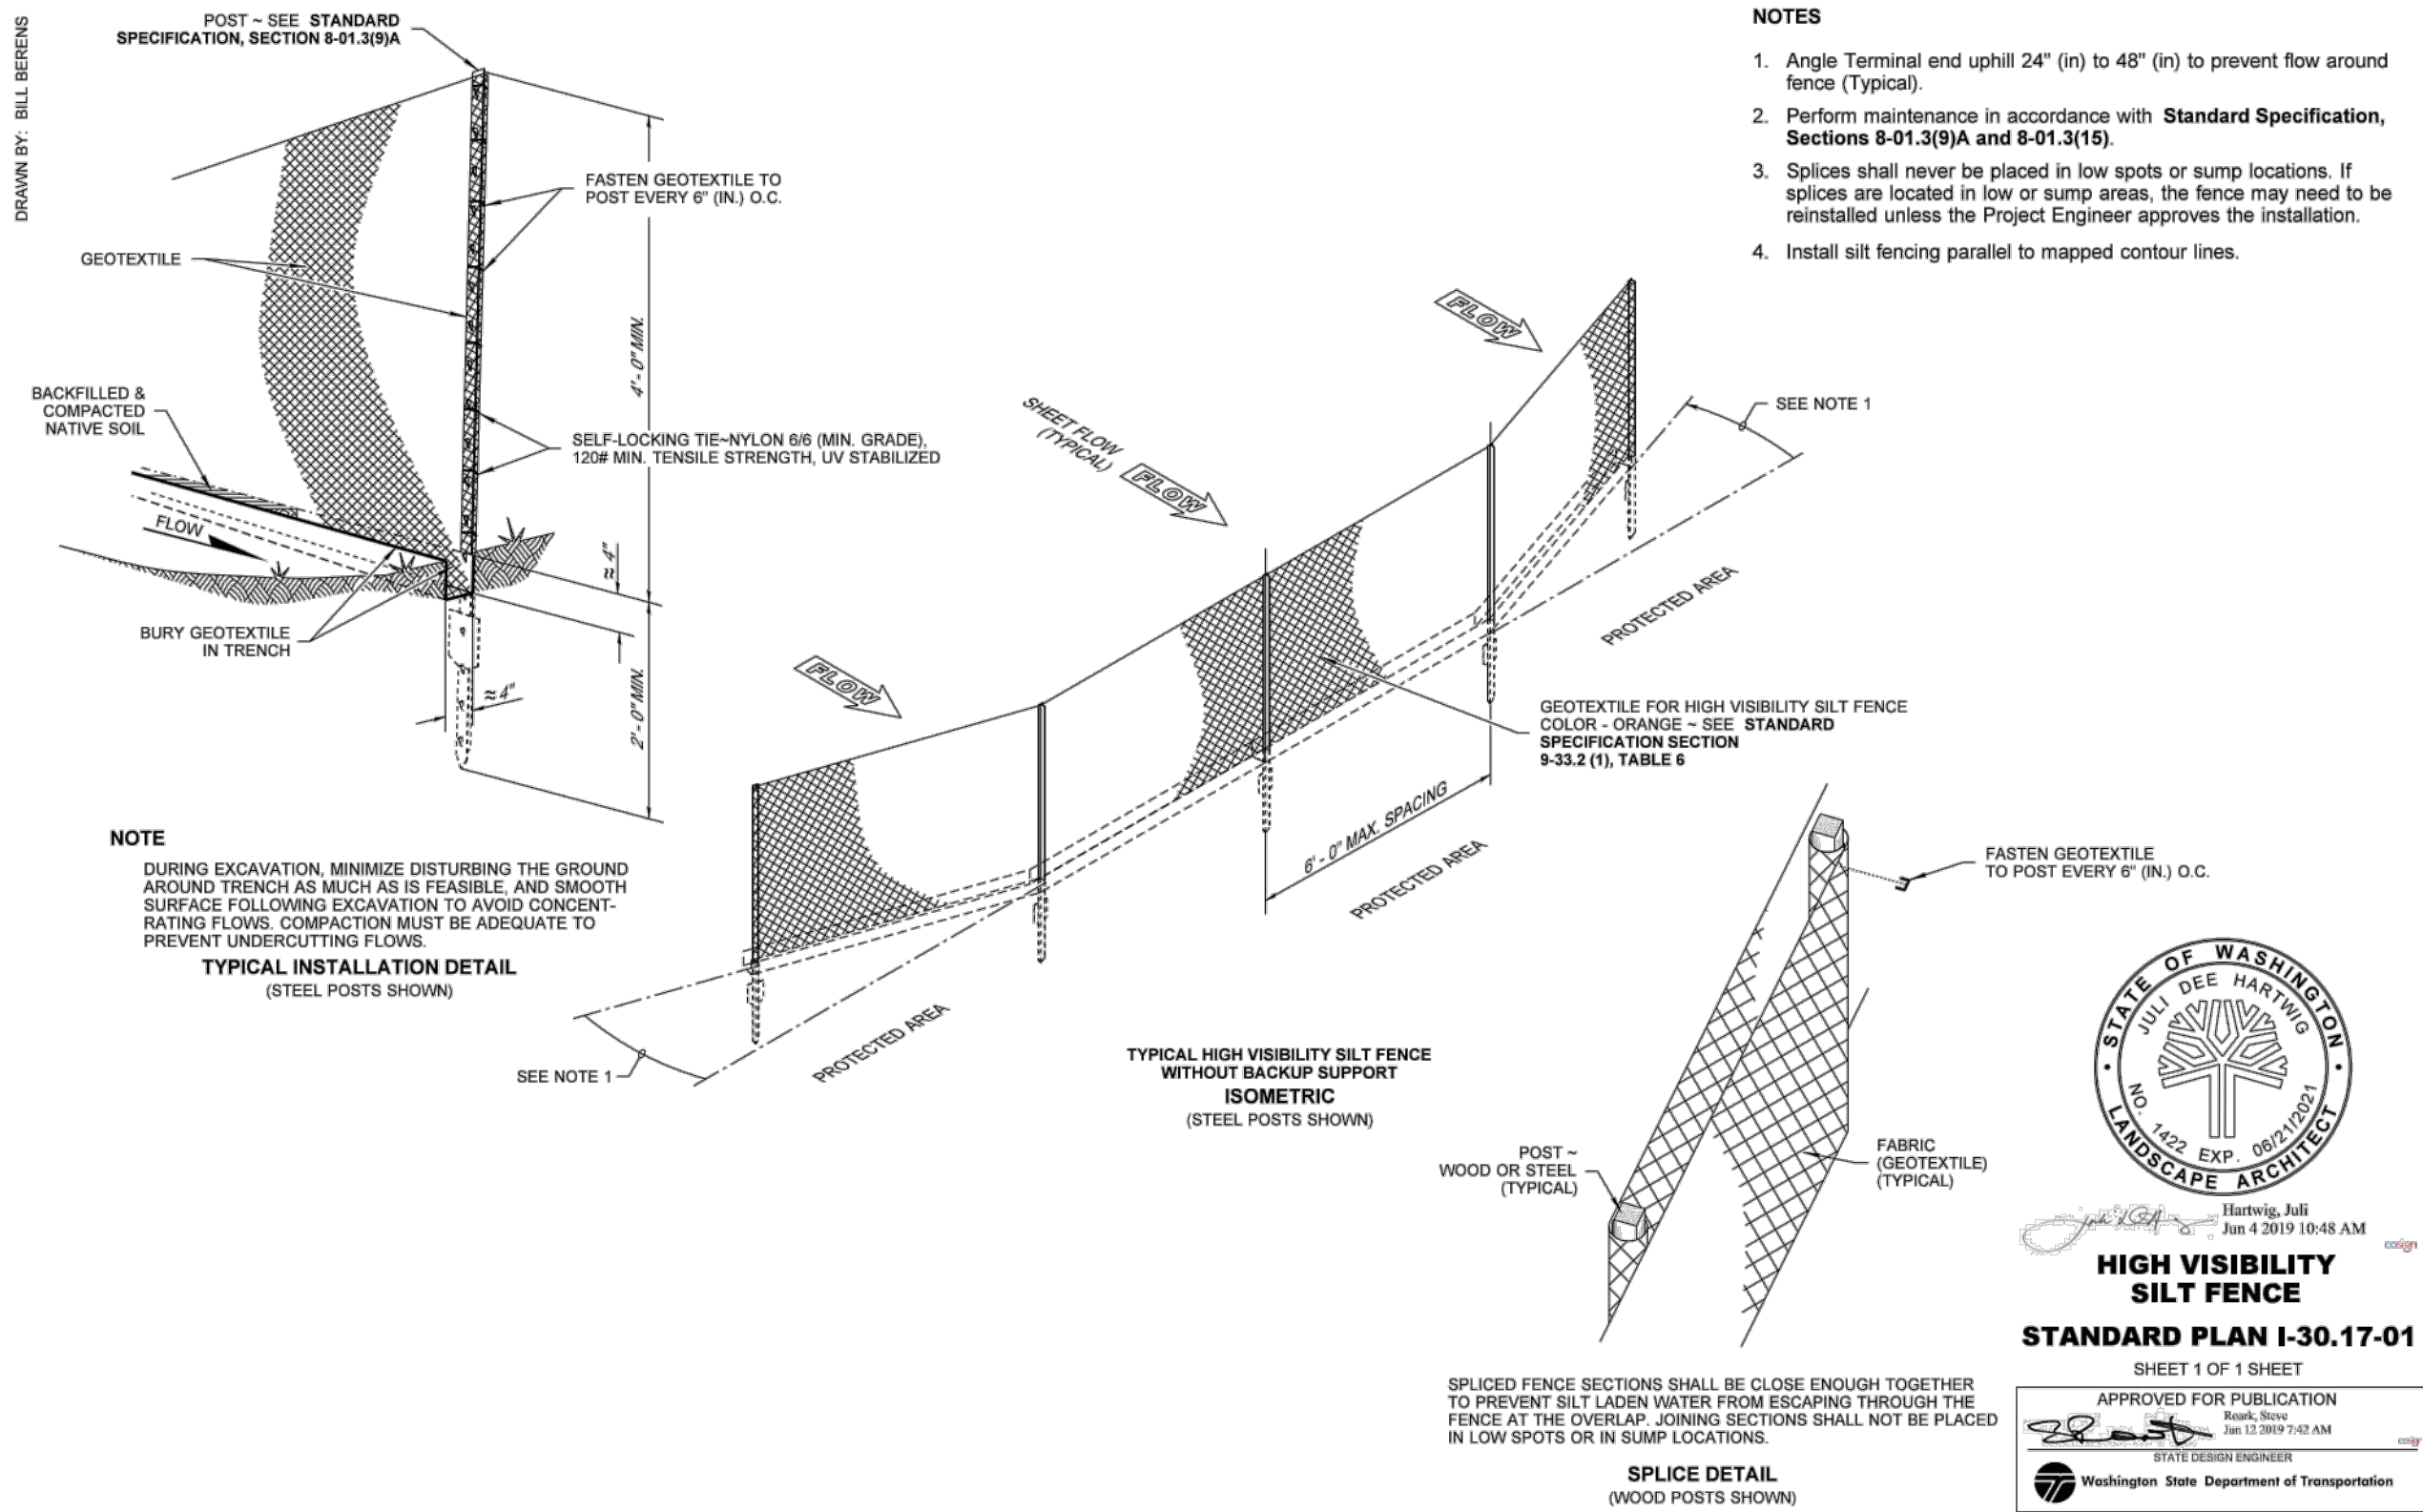 DRAWN BY: BILL BERENS
POST ~ SEE STANDARD
SPECIFICATION, SECTION 8-01.3(9)A
FASTEN GEOTEXTILE TO
POST EVERY 6" (IN.) O.C.
GEOTEXTILE
4'- 0" MIN.
BACKFILLED &
COMPACTED
NATIVE SOIL
SELF-LOCKING TIE~NYLON 6/6 (MIN. GRADE),
120# MIN. TENSILE STRENGTH, UV STABILIZED
FLOW
≈ 4"
BURY GEOTEXTILE
IN TRENCH
≈ 4"
2'- 0" MIN.
NOTE
DURING EXCAVATION, MINIMIZE DISTURBING THE GROUND
AROUND TRENCH AS MUCH AS IS FEASIBLE, AND SMOOTH
SURFACE FOLLOWING EXCAVATION TO AVOID CONCENT-
RATING FLOWS. COMPACTION MUST BE ADEQUATE TO
PREVENT UNDERCUTTING FLOWS.
TYPICAL INSTALLATION DETAIL
(STEEL POSTS SHOWN)
NOTES
1. Angle Terminal end uphill 24" (in) to 48" (in) to prevent flow around
fence (Typical).
2. Perform maintenance in accordance with Standard Specification,
Sections 8-01.3(9)A and 8-01.3(15).
3. Splices shall never be placed in low spots or sump locations. If
splices are located in low or sump areas, the fence may need to be
reinstalled unless the Project Engineer approves the installation.
4. Install silt fencing parallel to mapped contour lines.
FLOW
SEE NOTE 1
SHEET FLOW
(TYPICAL)
FLOW
PROTECTED AREA
FLOW
GEOTEXTILE FOR HIGH VISIBILITY SILT FENCE
COLOR - ORANGE ~ SEE STANDARD
SPECIFICATION SECTION
9-33.2 (1), TABLE 6
6' - 0" MAX. SPACING
PROTECTED AREA
PROTECTED AREA
SEE NOTE 1
TYPICAL HIGH VISIBILITY SILT FENCE
WITHOUT BACKUP SUPPORT
ISOMETRIC
(STEEL POSTS SHOWN)
FASTEN GEOTEXTILE
TO POST EVERY 6" (IN.) O.C.
POST ~
WOOD OR STEEL
(TYPICAL)
FABRIC
(GEOTEXTILE)
(TYPICAL)
SPLICED FENCE SECTIONS SHALL BE CLOSE ENOUGH TOGETHER
TO PREVENT SILT LADEN WATER FROM ESCAPING THROUGH THE
FENCE AT THE OVERLAP. JOINING SECTIONS SHALL NOT BE PLACED
IN LOW SPOTS OR IN SUMP LOCATIONS.
SPLICE DETAIL
(WOOD POSTS SHOWN)
STATE OF WASHINGTON
JULI DEE HARTWIG
NO. 1422 EXP. 06/21/2021
LANDSCAPE ARCHITECT
Hartwig, Juli
Jun 4 2019 10:48 AM
cosign
HIGH VISIBILITY
SILT FENCE
STANDARD PLAN I-30.17-01
SHEET 1 OF 1 SHEET
APPROVED FOR PUBLICATION
Roark, Steve
Jun 12 2019 7:42 AM
STATE DESIGN ENGINEER
Washington State Department of Transportation